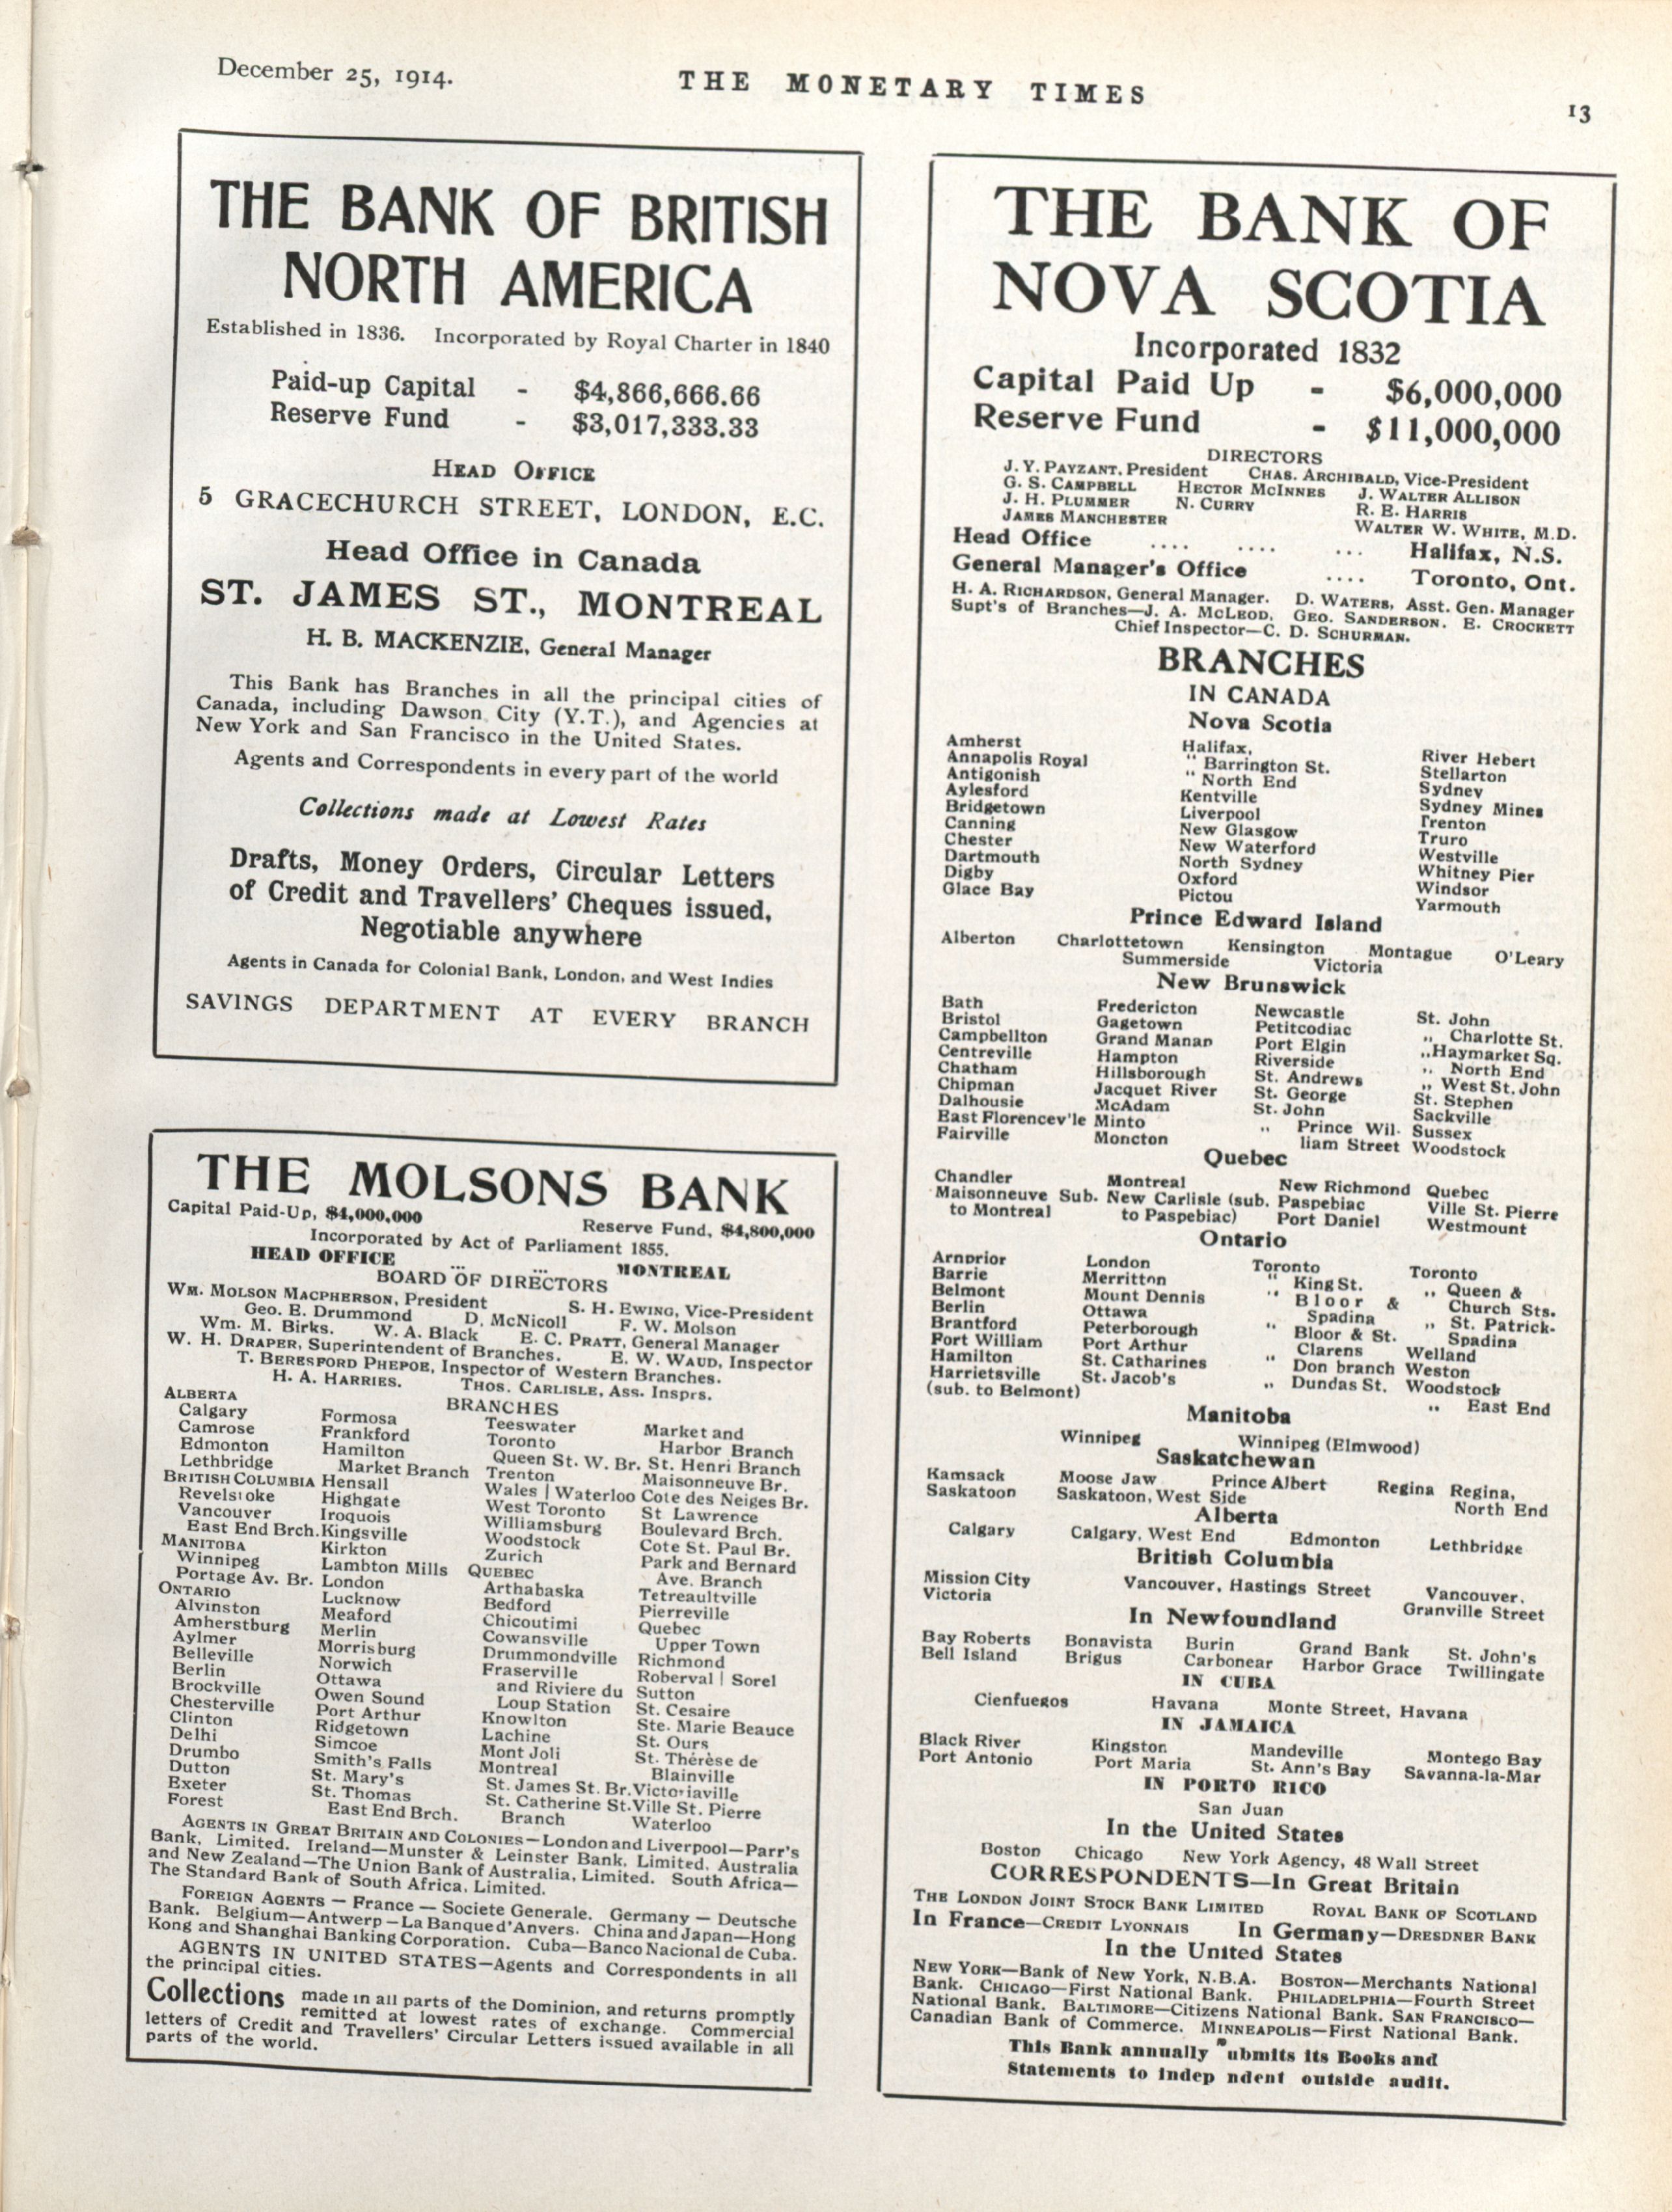 December 25, 1914.
THE MONETARY TIMES
13
THE BANK OF BRITISH
NORTH AMERICA
Established in 1836. Incorporated by Royal Charter in 1840
Paid-up Capital - $4,866,666.66
Reserve Fund - $3,017,333.33
HEAD OFFICE
5 GRACECHURCH STREET, LONDON, E.C.
Head Office in Canada
ST. JAMES ST., MONTREAL
H. B. MACKENZIE, General Manager
This Bank has Branches in all the principal cities of
Canada, including Dawson City (Y.T.), and Agencies at
New York and San Francisco in the United States.
Agents and Correspondents in every part of the world
Collections made at Lowest Rates
Drafts, Money Orders, Circular Letters
of Credit and Travellers' Cheques issued,
Negotiable anywhere
Agents in Canada for Colonial Bank, London, and West Indies
SAVINGS DEPARTMENT AT EVERY BRANCH
THE MOLSONS BANK
Capital Paid-Up, $4,000,000 Reserve Fund, $4,800,000
Incorporated by Act of Parliament 1855.
HEAD OFFICE ... ... MONTREAL
BOARD OF DIRECTORS
WM. MOLSON MACPHERSON, President S. H. EWING, Vice-President
Geo. E. Drummond D. McNicoll F. W. Molson
Wm. M. Birks. W. A. Black E. C. PRATT, General Manager
W. H. DRAPER, Superintendent of Branches. E. W. WAUD, Inspector
T. BERESFORD PHEPOE, Inspector of Western Branches.
H. A. HARRIES. THOS. CARLISLE, Ass. Insprs.
BRANCHES
ALBERTA
Calgary
Camrose
Edmonton
Lethbridge
BRITISH COLUMBIA
Revelstoke
Vancouver
East End Brch.
MANITOBA
Winnipeg
Portage Av. Br.
ONTARIO
Alvinston
Amherstburg
Aylmer
Belleville
Berlin
Brockville
Chesterville
Clinton
Delhi
Drumbo
Dutton
Exeter
Forest
Formosa
Frankford
Hamilton
Market Branch
Hensall
Highgate
Iroquois
Kingsville
Kirkton
Lambton Mills
London
Lucknow
Meaford
Merlin
Morrisburg
Norwich
Ottawa
Owen Sound
Port Arthur
Ridgetown
Simcoe
Smith's Falls
St. Mary's
St. Thomas
East End Brch.
Teeswater
Toronto
Queen St. W. Br.
Trenton
Wales | Waterloo
West Toronto
Williamsburg
Woodstock
Zurich
QUEBEC
Arthabaska
Bedford
Chicoutimi
Cowansville
Drummondville
Fraserville
and Riviere du
Loup Station
Knowlton
Lachine
Mont Joli
Montreal
St. James St. Br.
St. Catherine St.
Branch
Market and
Harbor Branch
St. Henri Branch
Maisonneuve Br.
Cote des Neiges Br.
St Lawrence
Boulevard Brch.
Cote St. Paul Br.
Park and Bernard
Ave. Branch
Tetreaultville
Pierreville
Quebec
Upper Town
Richmond
Roberval | Sorel
Sutton
St. Cesaire
Ste. Marie Beauce
St. Ours
St. Thérèse de
Blainville
Victoriaville
Ville St. Pierre
Waterloo
AGENTS IN GREAT BRITAIN AND COLONIES—London and Liverpool—Parr's
Bank, Limited. Ireland—Munster & Leinster Bank, Limited. Australia
and New Zealand—The Union Bank of Australia, Limited. South Africa—
The Standard Bank of South Africa, Limited.
FOREIGN AGENTS — France — Societe Generale. Germany — Deutsche
Bank. Belgium—Antwerp—La Banque d'Anvers. China and Japan—Hong
Kong and Shanghai Banking Corporation. Cuba—Banco Nacional de Cuba.
AGENTS IN UNITED STATES—Agents and Correspondents in all
the principal cities.
Collections made in all parts of the Dominion, and returns promptly
remitted at lowest rates of exchange. Commercial
letters of Credit and Travellers' Circular Letters issued available in all
parts of the world.
THE BANK OF
NOVA SCOTIA
Incorporated 1832
Capital Paid Up - $6,000,000
Reserve Fund - $11,000,000
DIRECTORS
J. Y. PAYZANT, President CHAS. ARCHIBALD, Vice-President
G. S. CAMPBELL HECTOR MCINNES J. WALTER ALLISON
J. H. PLUMMER N. CURRY R. E. HARRIS
JAMES MANCHESTER WALTER W. WHITE, M.D.
Head Office .... .... ... Halifax, N.S.
General Manager's Office .... Toronto, Ont.
H. A. RICHARDSON, General Manager. D. WATERS, Asst. Gen. Manager
Supt's of Branches—J. A. MCLEOD, GEO. SANDERSON. E. CROCKETT
Chief Inspector—C. D. SCHURMAN.
BRANCHES
IN CANADA
Nova Scotia
Amherst
Annapolis Royal
Antigonish
Aylesford
Bridgetown
Canning
Chester
Dartmouth
Digby
Glace Bay
Halifax,
" Barrington St.
" North End
Kentville
Liverpool
New Glasgow
New Waterford
North Sydney
Oxford
Pictou
River Hebert
Stellarton
Sydney
Sydney Mines
Trenton
Truro
Westville
Whitney Pier
Windsor
Yarmouth
Prince Edward Island
Alberton Charlottetown Kensington Montague O'Leary
Summerside Victoria
New Brunswick
Bath
Bristol
Campbellton
Centreville
Chatham
Chipman
Dalhousie
East Florencev'le
Fairville
Fredericton
Gagetown
Grand Manan
Hampton
Hillsborough
Jacquet River
McAdam
Minto
Moncton
Newcastle
Petitcodiac
Port Elgin
Riverside
St. Andrews
St. George
St. John
" Prince Wil-
liam Street
St. John
" Charlotte St.
" Haymarket Sq.
" North End
" West St. John
St. Stephen
Sackville
Sussex
Woodstock
Quebec
Chandler Montreal New Richmond Quebec
Maisonneuve Sub. New Carlisle (sub. Paspebiac Ville St. Pierre
to Montreal to Paspebiac) Port Daniel Westmount
Ontario
Arnprior
Barrie
Belmont
Berlin
Brantford
Fort William
Hamilton
Harrietsville
(sub. to Belmont)
London
Merritton
Mount Dennis
Ottawa
Peterborough
Port Arthur
St. Catharines
St. Jacob's
Toronto
" King St.
" Bloor &
Spadina
" Bloor & St.
Clarens
" Don branch
" Dundas St.
Toronto
" Queen &
Church Sts.
" St. Patrick-
Spadina
Welland
Weston
Woodstock
" East End
Manitoba
Winnipeg Winnipeg (Elmwood)
Saskatchewan
Kamsack Moose Jaw Prince Albert Regina Regina,
Saskatoon Saskatoon, West Side North End
Alberta
Calgary Calgary, West End Edmonton Lethbridge
British Columbia
Mission City Vancouver, Hastings Street Vancouver,
Victoria Granville Street
In Newfoundland
Bay Roberts Bonavista Burin Grand Bank St. John's
Bell Island Brigus Carbonear Harbor Grace Twillingate
IN CUBA
Cienfuegos Havana Monte Street, Havana
IN JAMAICA
Black River Kingston Mandeville Montego Bay
Port Antonio Port Maria St. Ann's Bay Savanna-la-Mar
IN PORTO RICO
San Juan
In the United States
Boston Chicago New York Agency, 48 Wall Street
CORRESPONDENTS—In Great Britain
THE LONDON JOINT STOCK BANK LIMITED ROYAL BANK OF SCOTLAND
In France—CREDIT LYONNAIS In Germany—DRESDNER BANK
In the United States
NEW YORK—Bank of New York, N.B.A. BOSTON—Merchants National
Bank. CHICAGO—First National Bank. PHILADELPHIA—Fourth Street
National Bank. BALTIMORE—Citizens National Bank. SAN FRANCISCO—
Canadian Bank of Commerce. MINNEAPOLIS—First National Bank.
This Bank annually submits its Books and
Statements to indep ndent outside audit.